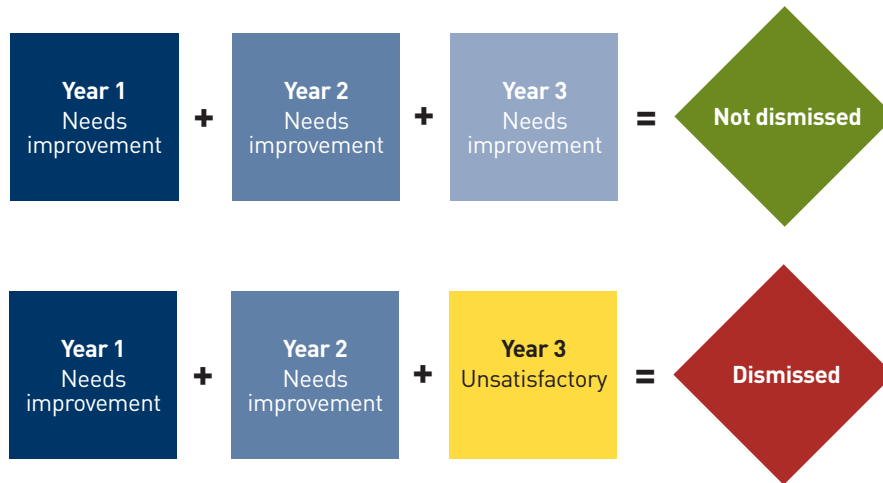 Year 1
Needs
improvement
+
Year 2
Needs
improvement
+
Year 3
Needs
improvement
=
Not dismissed
Year 1
Needs
improvement
+
Year 2
Needs
improvement
+
Year 3
Unsatisfactory
=
Dismissed